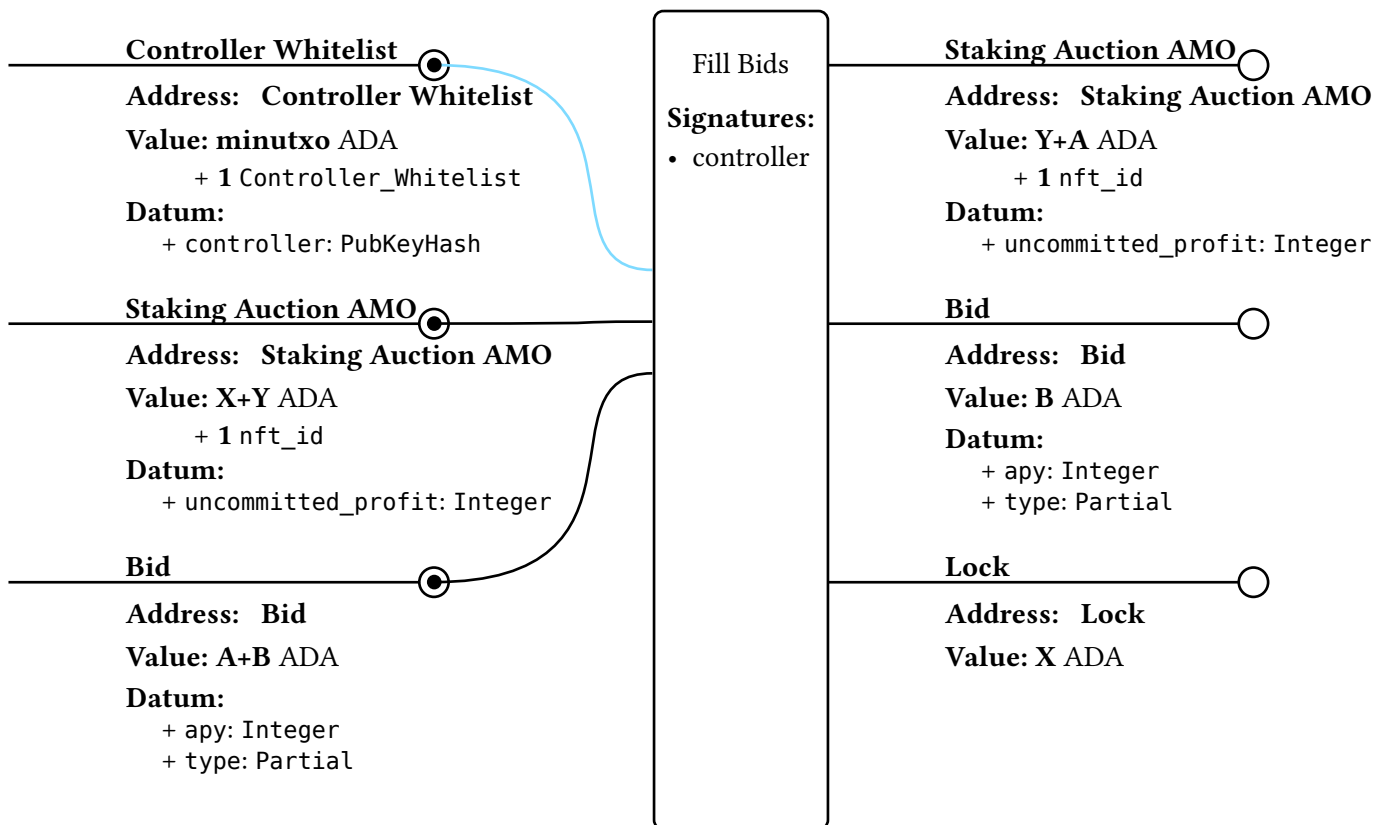 Controller Whitelist
Address: Controller Whitelist
Value: minutxo ADA
+ 1 Controller_Whitelist
Datum:
+ controller: PubKeyHash
Staking Auction AMO
Address: Staking Auction AMO
Value: X+Y ADA
+ 1 nft_id
Datum:
+ uncommitted_profit: Integer
Bid
Address: Bid
Value: A+B ADA
Datum:
+ apy: Integer
+ type: Partial
Fill Bids
Signatures:
• controller
Staking Auction AMO
Address: Staking Auction AMO
Value: Y+A ADA
+ 1 nft_id
Datum:
+ uncommitted_profit: Integer
Bid
Address: Bid
Value: B ADA
Datum:
+ apy: Integer
+ type: Partial
Lock
Address: Lock
Value: X ADA